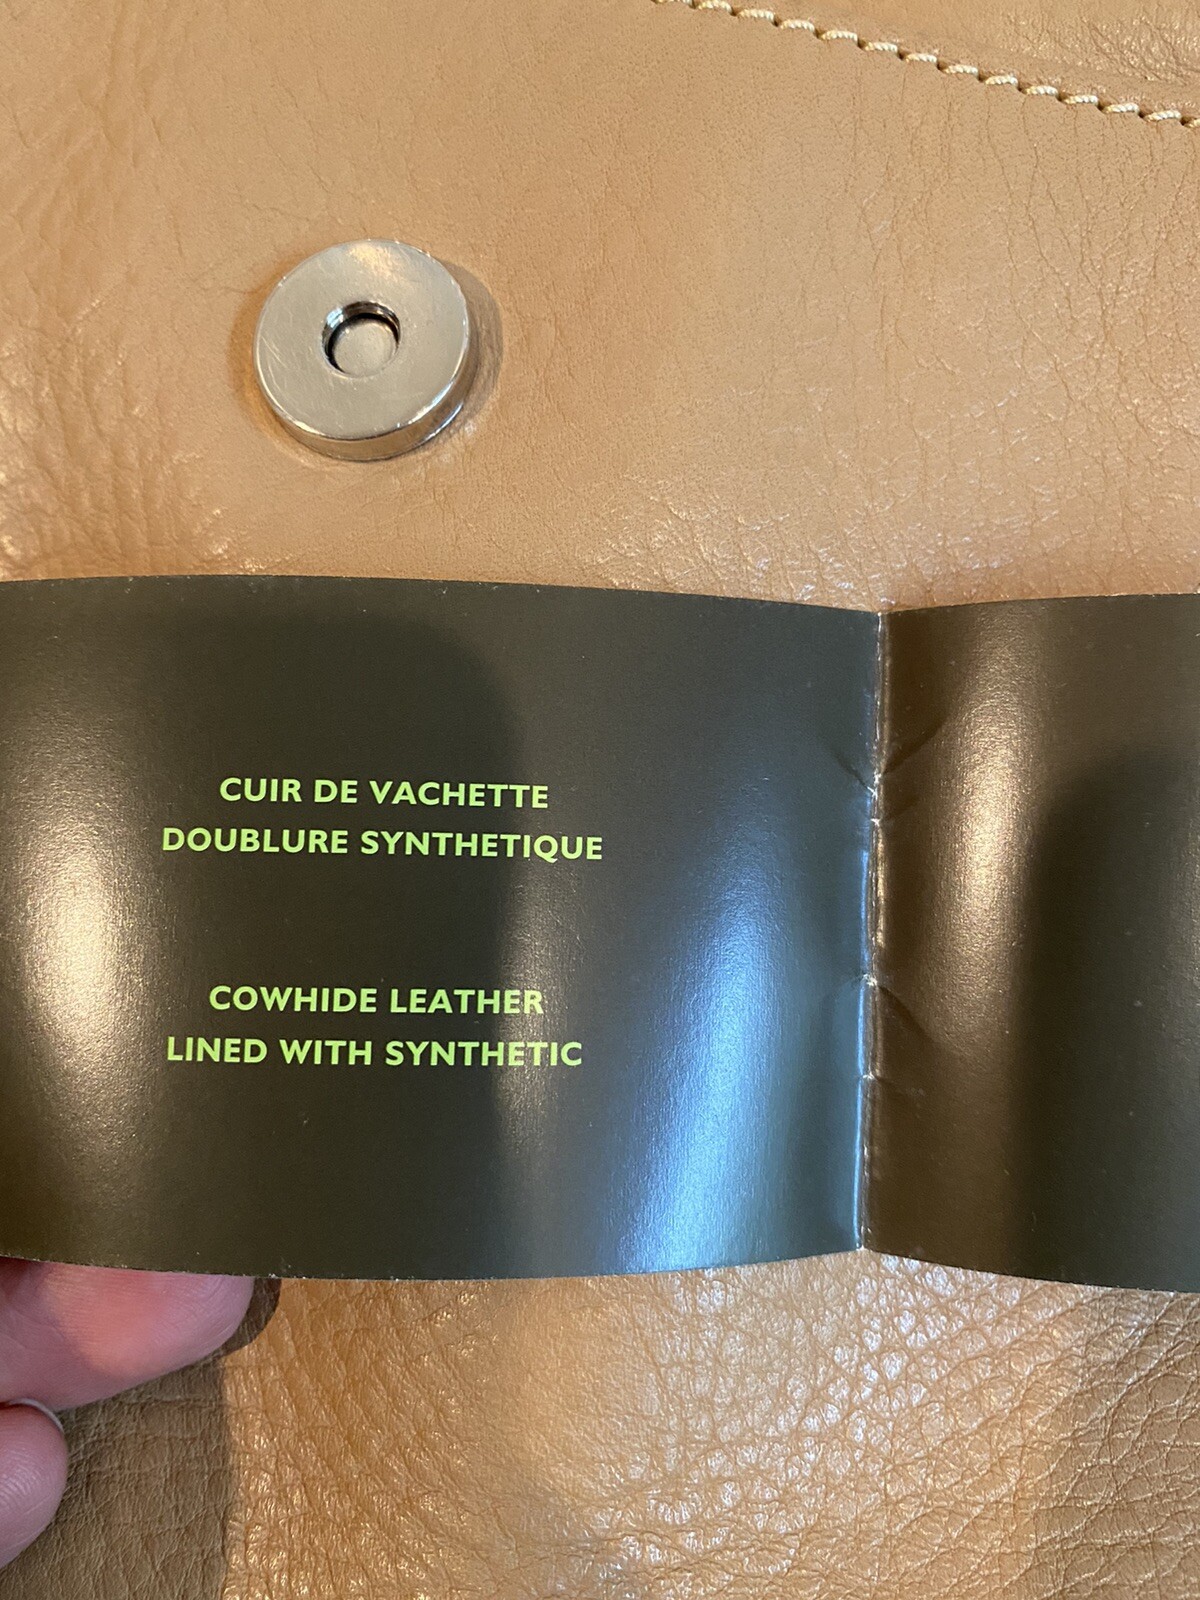 CUIR DE VACHETTE
DOUBLURE SYNTHETIQUE
COWHIDE LEATHER
LINED WITH SYNTHETIC